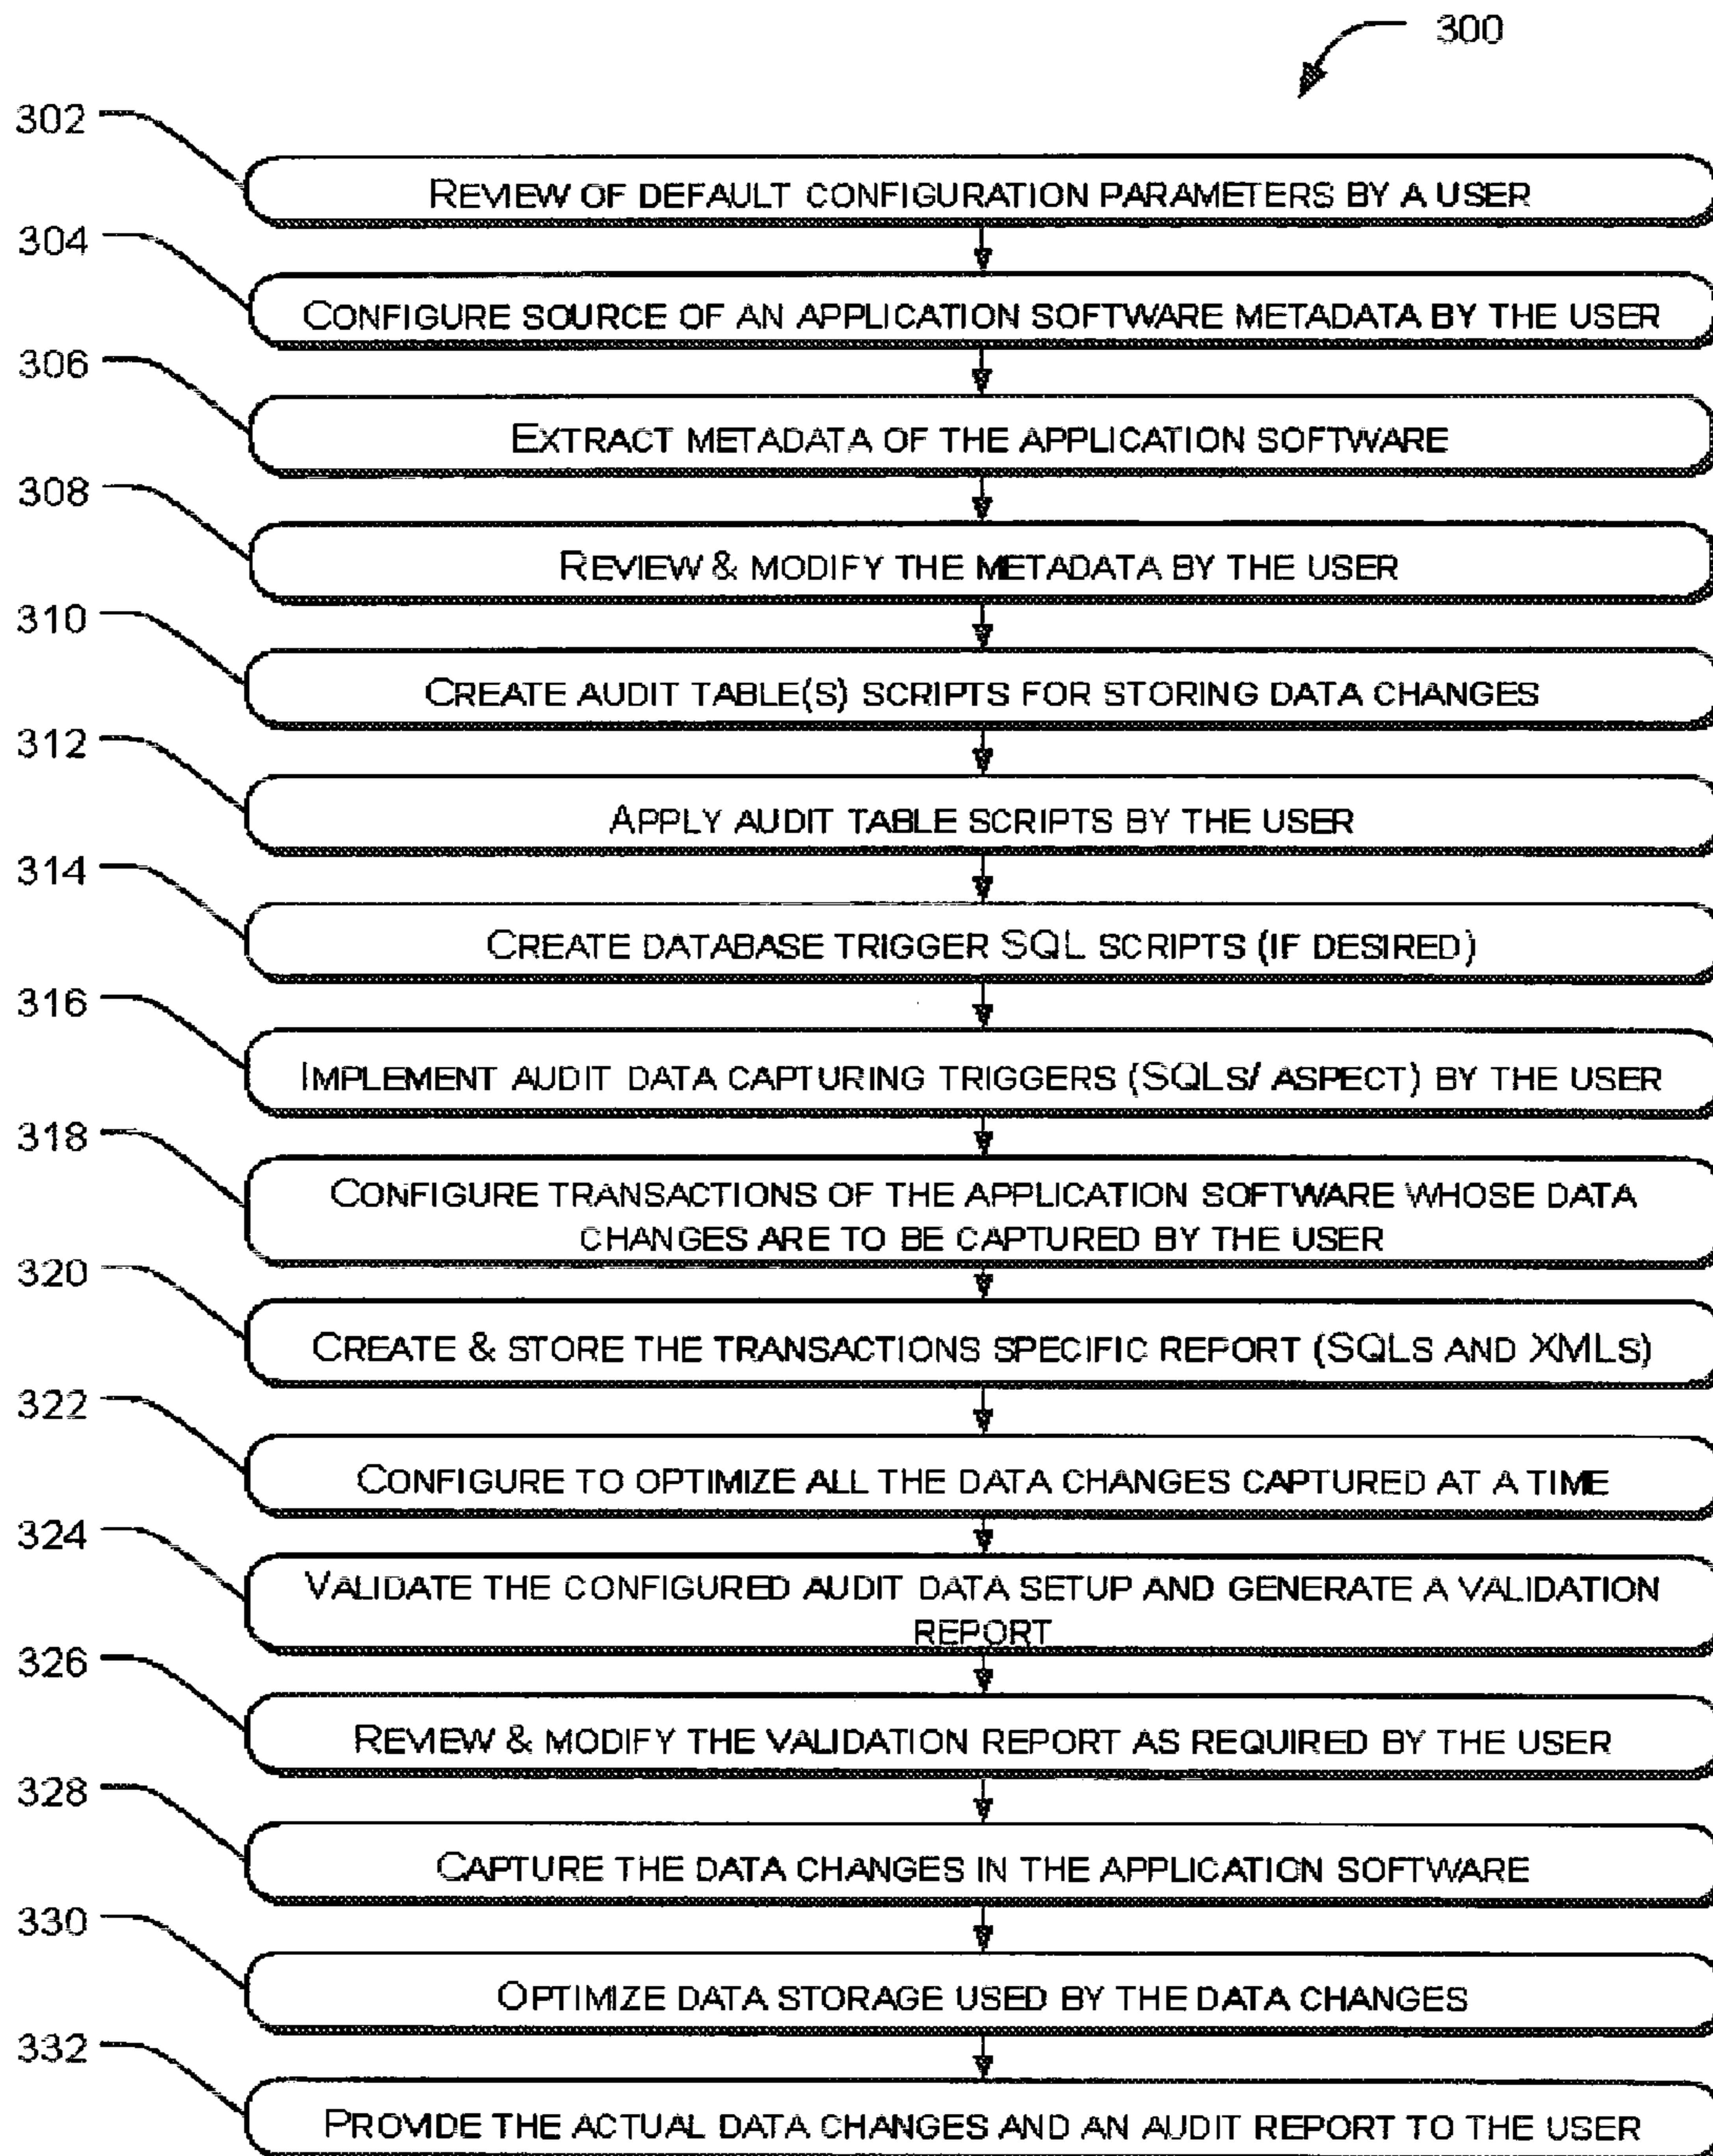 300
302
REVIEW OF DEFAULT CONFIGURATION PARAMETERS BY A USER
304
CONFIGURE SOURCE OF AN APPLICATION SOFTWARE METADATA BY THE USER
306
EXTRACT METADATA OF THE APPLICATION SOFTWARE
308
REVIEW & MODIFY THE METADATA BY THE USER
310
CREATE AUDIT TABLE(S) SCRIPTS FOR STORING DATA CHANGES
312
APPLY AUDIT TABLE SCRIPTS BY THE USER
314
CREATE DATABASE TRIGGER SQL SCRIPTS (IF DESIRED)
316
IMPLEMENT AUDIT DATA CAPTURING TRIGGERS (SQLS/ ASPECT) BY THE USER
318
CONFIGURE TRANSACTIONS OF THE APPLICATION SOFTWARE WHOSE DATA
CHANGES ARE TO BE CAPTURED BY THE USER
320
CREATE & STORE THE TRANSACTIONS SPECIFIC REPORT (SQLS AND XMLS)
322
CONFIGURE TO OPTIMIZE ALL THE DATA CHANGES CAPTURED AT A TIME
324
VALIDATE THE CONFIGURED AUDIT DATA SETUP AND GENERATE A VALIDATION
REPORT
326
REVIEW & MODIFY THE VALIDATION REPORT AS REQUIRED BY THE USER
328
CAPTURE THE DATA CHANGES IN THE APPLICATION SOFTWARE
330
OPTIMIZE DATA STORAGE USED BY THE DATA CHANGES
332
PROVIDE THE ACTUAL DATA CHANGES AND AN AUDIT REPORT TO THE USER